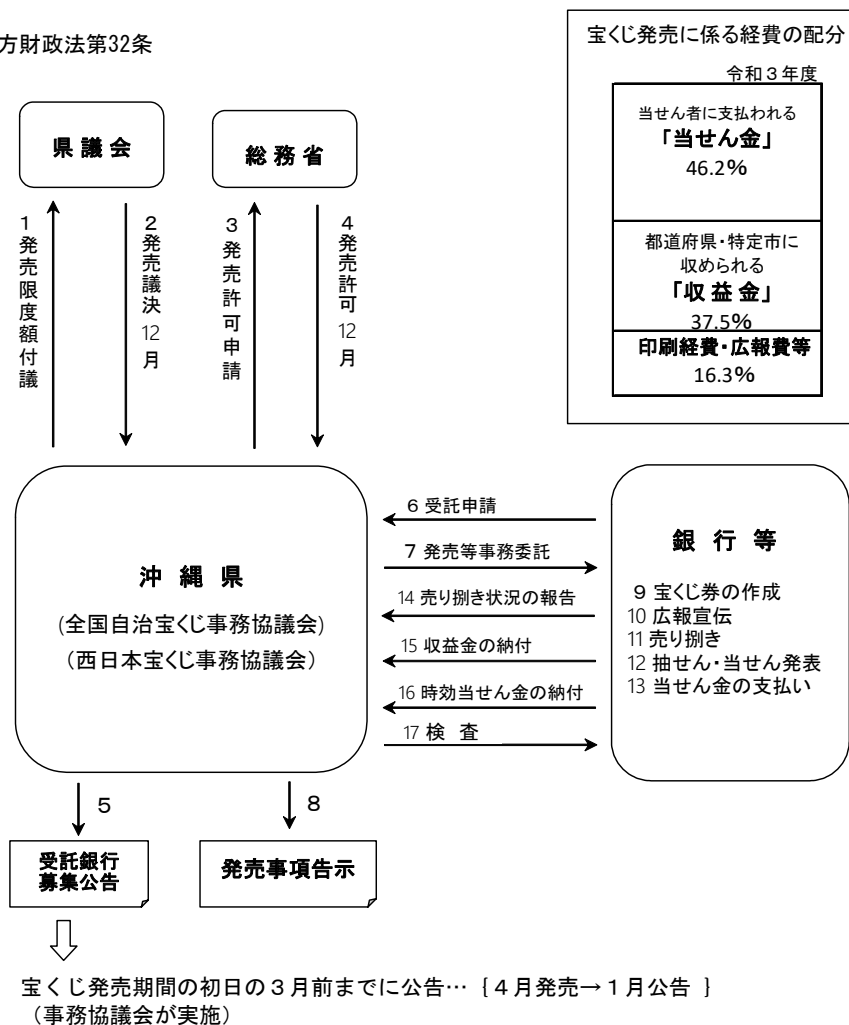 方財政法第32条
宝くじ発売に係る経費の配分
令和３年度
当せん者に支払われる
「当せん金」
46.2%
都道府県・特定市に
収められる
「収 益 金」
37.5%
印刷経費・広報費等
16.3%
県 議 会
総 務 省
１発売限度額付議
２発売議決12月
３発売許可申請
４発売許可12月
沖 縄 県
(全国自治宝くじ事務協議会)
（西日本宝くじ事務協議会）
６ 受託申請
７ 発売等事務委託
14 売り捌き状況の報告
15 収益金の納付
16 時効当せん金の納付
17 検 査
銀 行 等
９ 宝くじ券の作成
10 広報宣伝
11 売り捌き
12 抽せん・当せん発表
13 当せん金の支払い
５
８
受託銀行
募集公告
発売事項告示
宝くじ発売期間の初日の３月前までに公告… ｛４月発売→１月公告 ｝
（事務協議会が実施）